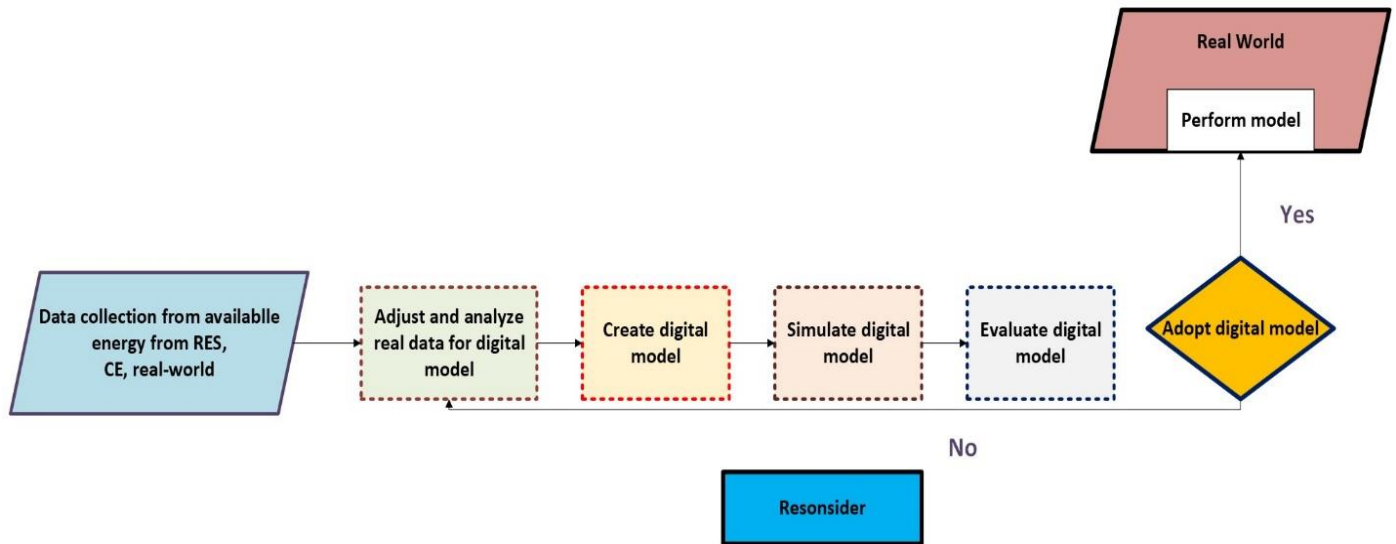 Real World
Perform model
Yes
Data collection from availablle
energy from RES,
CE, real-world
Adjust and analyze
real data for digital
model
Create digital
model
Simulate digital
model
Evaluate digital
model
Adopt digital model
No
Resonsider